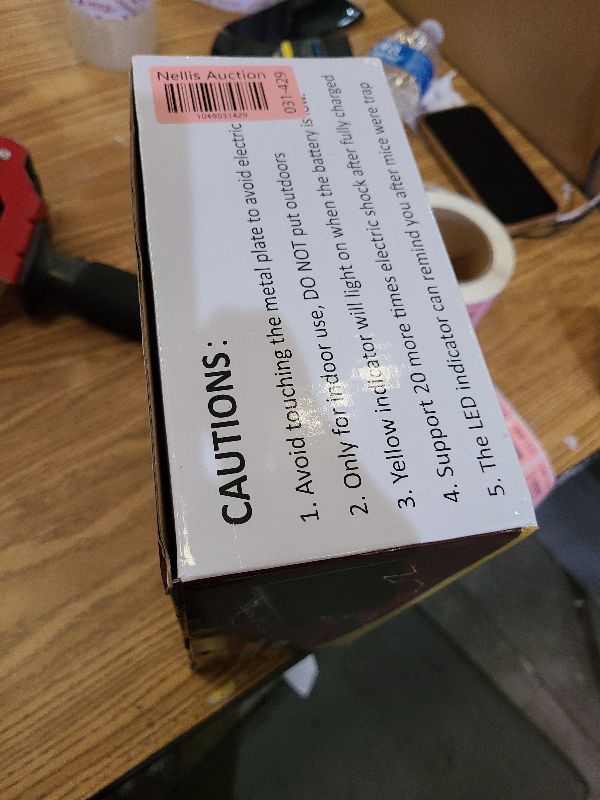 Nellis Auction
1049031429
031-429
CAUTIONS:
1. Avoid touching the metal plate to avoid electric
2. Only for indoor use, DO NOT put outdoors
3. Yellow indicator will light on when the battery is
4. Support 20 more times electric shock after fully charged
5. The LED indicator can remind you after mice were trap